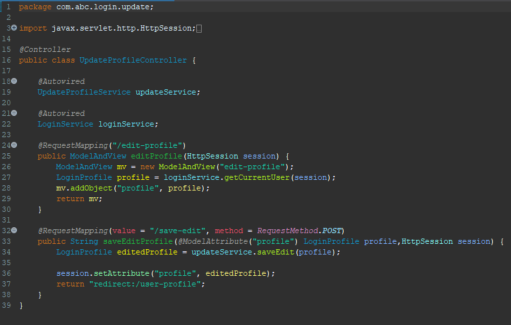 1 package com.abc.login.update;
2
3 import javax.servlet.http.HttpSession;
14
15 @Controller
16 public class UpdateProfileController {
17
18 @Autowired
19 UpdateProfileService updateService;
20
21 @Autowired
22 LoginService loginService;
23
24 @RequestMapping("/edit-profile")
25 public ModelAndView editProfile(HttpSession session) {
26 ModelAndView mv = new ModelAndView("edit-profile");
27 LoginProfile profile = loginService.getCurrentUser(session);
28 mv.addObject("profile", profile);
29 return mv;
30 }
31
32 @RequestMapping(value = "/save-edit", method = RequestMethod.POST)
33 public String saveEditProfile(@ModelAttribute("profile") LoginProfile profile,HttpSession session) {
34 LoginProfile editedProfile = updateService.saveEdit(profile);
35
36 session.setAttribute("profile", editedProfile);
37 return "redirect:/user-profile";
38 }
39 }